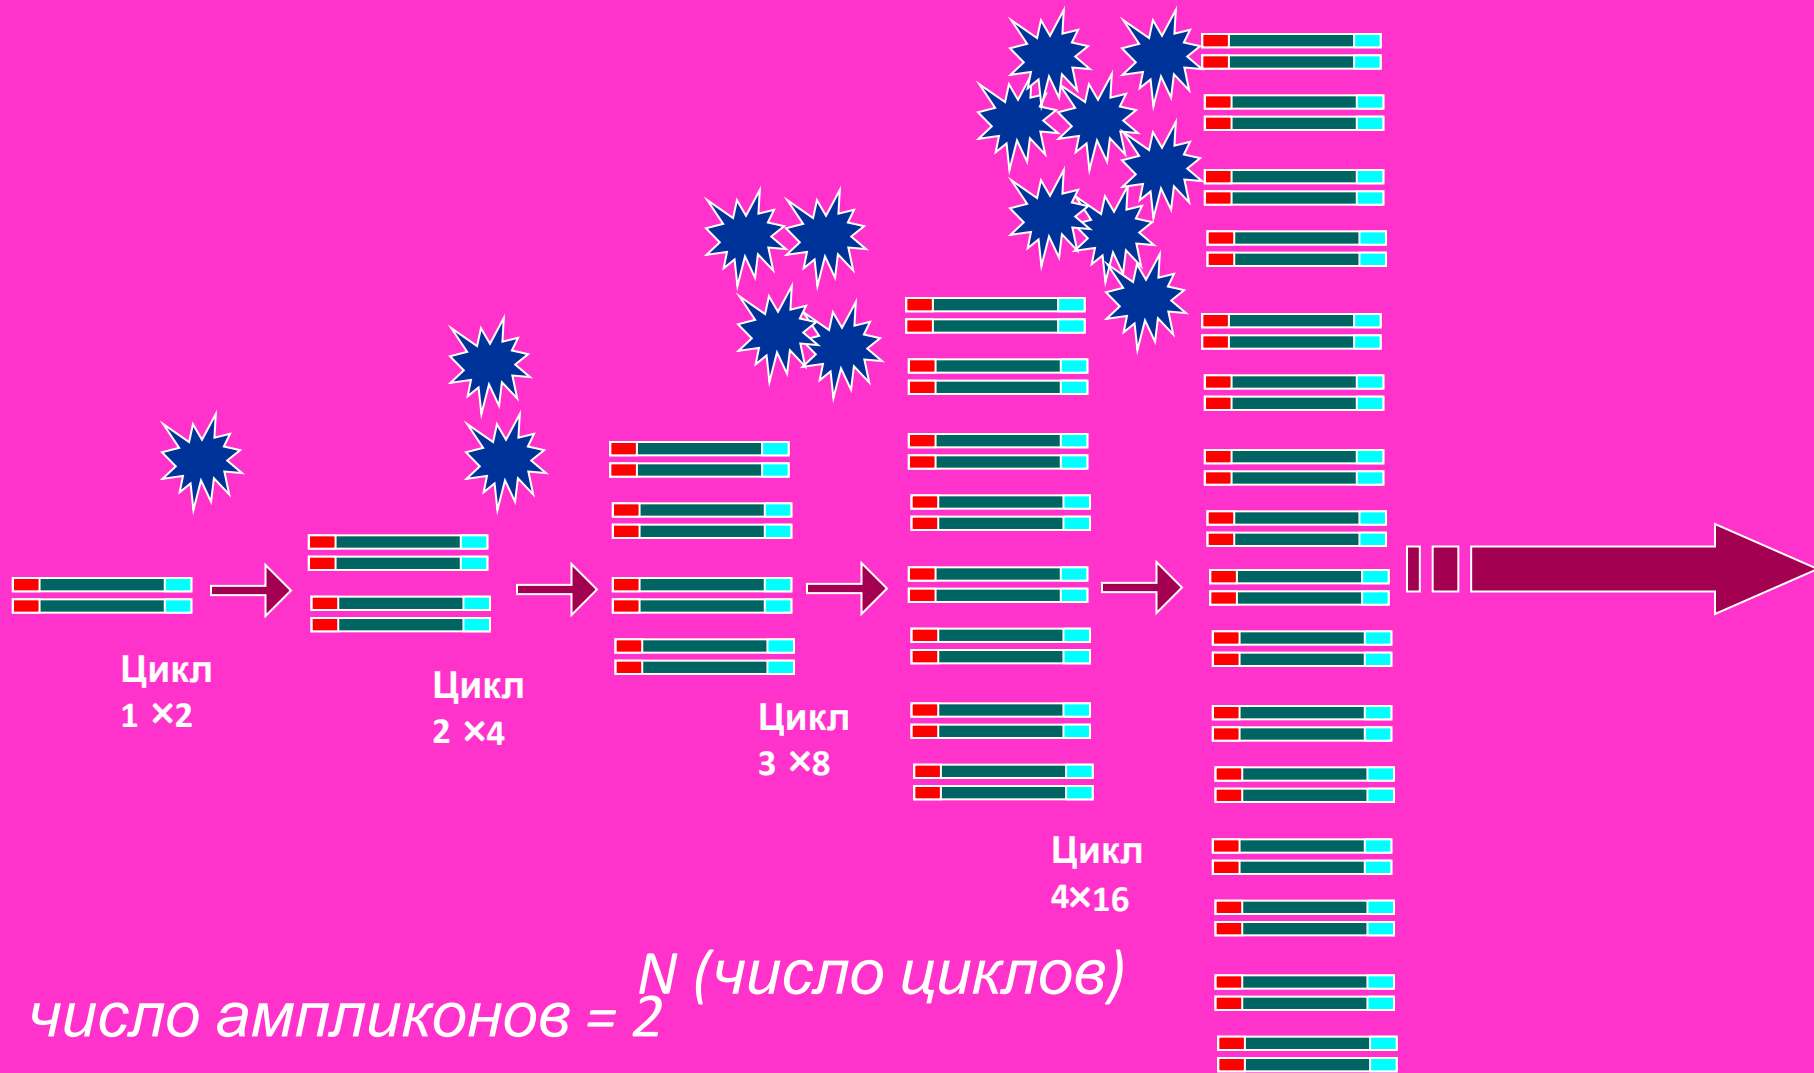 Цикл
1 ×2
Цикл
2 ×4
Цикл
3 ×8
Цикл
4×16
N (число циклов)
число ампликонов = 2